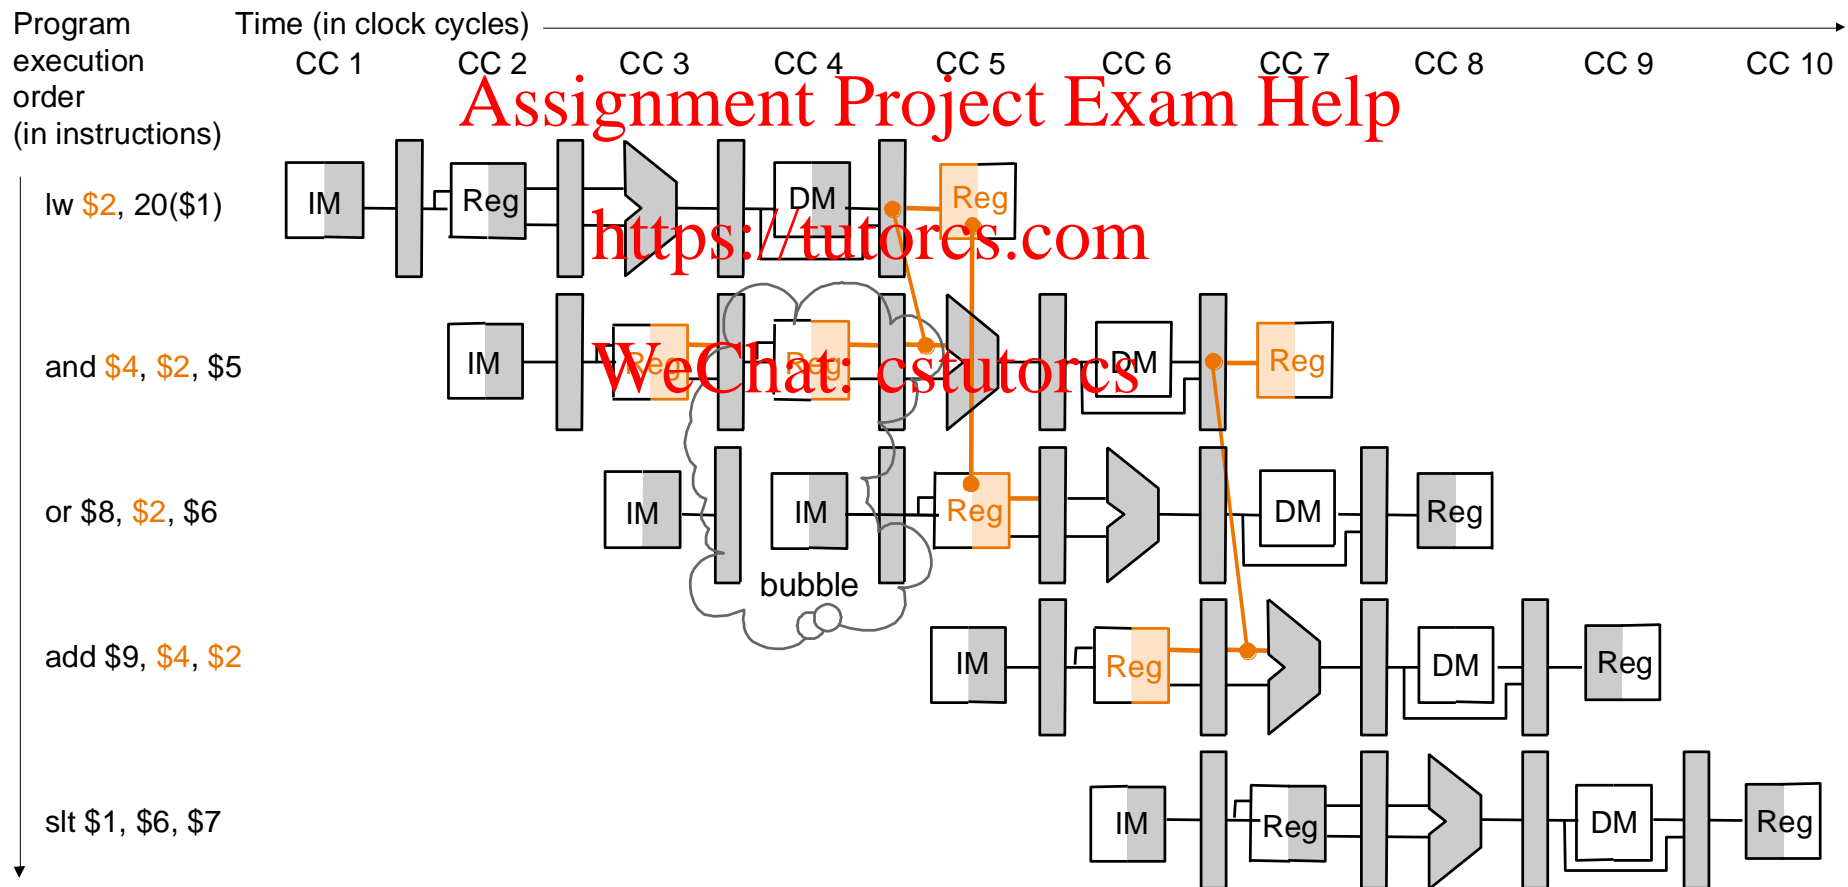 Program
execution
order
(in instructions)
Time (in clock cycles)
CC 1 CC 2 CC 3 CC 4 CC 5 CC 6 CC 7 CC 8 CC 9 CC 10
Assignment Project Exam Help
lw $2, 20($1)
IM Reg DM Reg
https://tutorcs.com
and $4, $2, $5
IM Reg Reg DM Reg
WeChat: cstutorcs
or $8, $2, $6
IM IM Reg DM Reg
bubble
add $9, $4, $2
IM Reg DM Reg
slt $1, $6, $7
IM Reg DM Reg